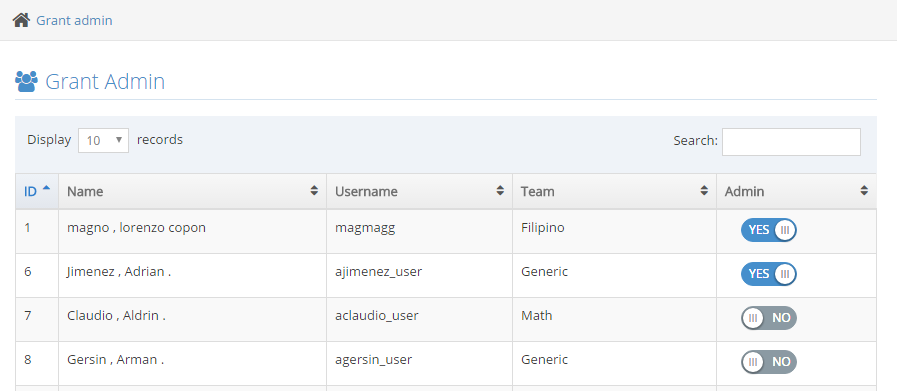 Grant admin
Grant Admin
Display 10 records Search:
ID Name Username Team Admin
1 magno , lorenzo copon magmagg Filipino YES
6 Jimenez , Adrian . ajimenez_user Generic YES
7 Claudio , Aldrin . aclaudio_user Math NO
8 Gersin , Arman . agersin_user Generic NO